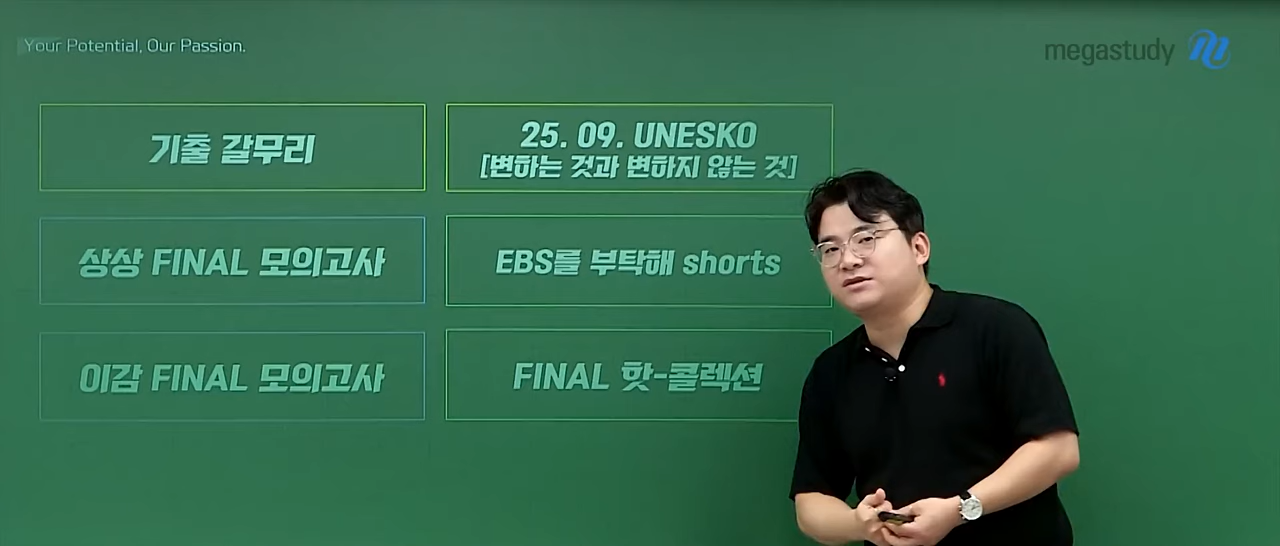 Your Potential, Our Passion.
megastudy
기출 갈무리
25. 09. UNESKO
[변하는 것과 변하지 않는 것]
상상 FINAL 모의고사
EBS를 부탁해 shorts
이감 FINAL 모의고사
FINAL 핫-콜렉션